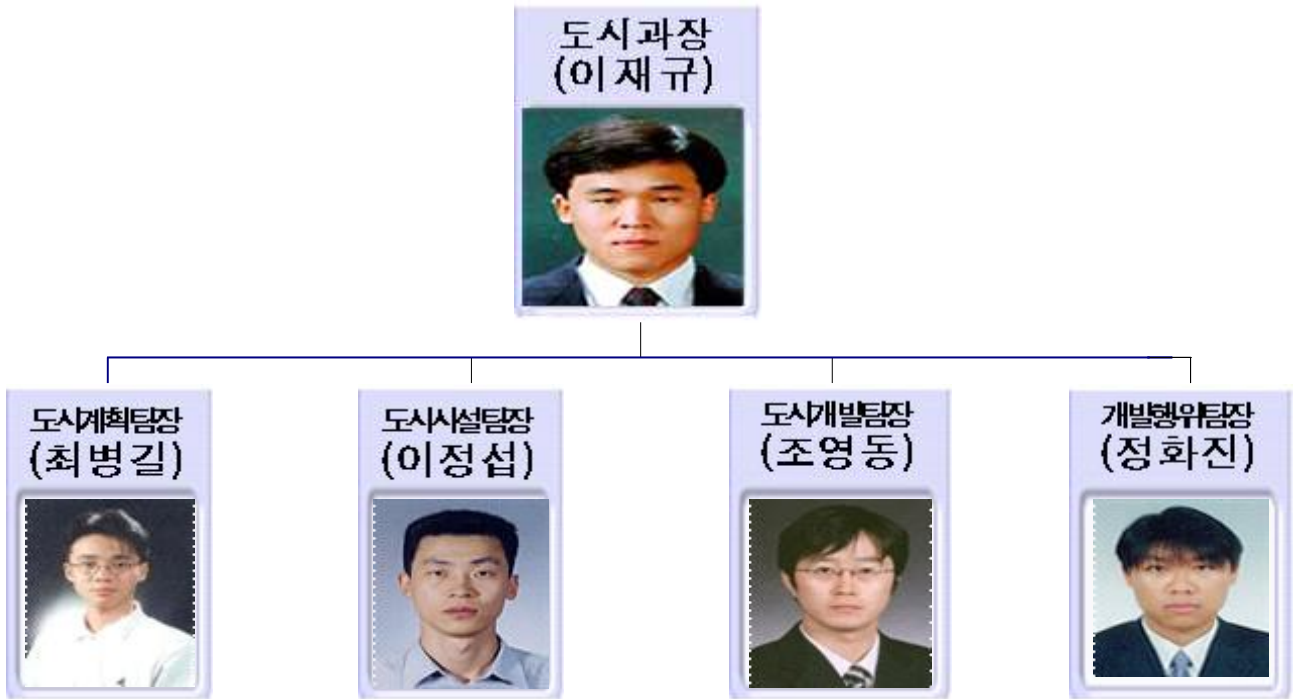 도시과장
(이재규)
도시계획팀장
(최병길)
도시시설팀장
(이정섭)
도시개발팀장
(조영동)
개발행위팀장
(정화진)